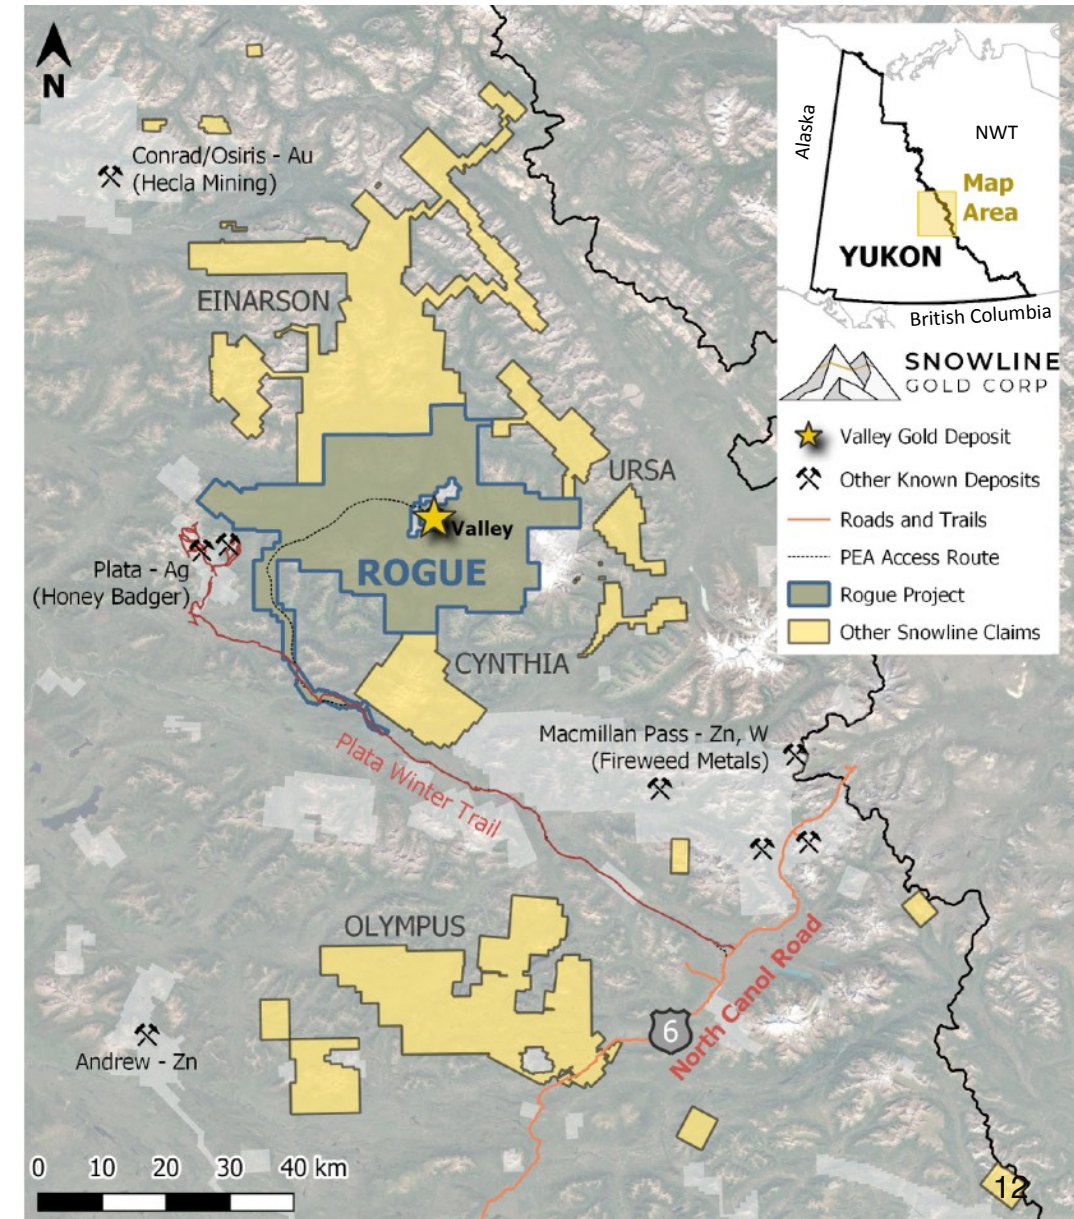 N
Conrad/Osiris - Au
(Hecla Mining)
EINARSON
URSA
Valley
ROGUE
Plata - Ag
(Honey Badger)
CYNTHIA
Macmillan Pass - Zn, W
(Fireweed Metals)
Plata Winter Trail
OLYMPUS
North Canol Road
6
Andrew - Zn
0 10 20 30 40 km
12
Alaska
NWT
Map
Area
YUKON
British Columbia
SNOWLINE
GOLD CORP
Valley Gold Deposit
Other Known Deposits
Roads and Trails
PEA Access Route
Rogue Project
Other Snowline Claims